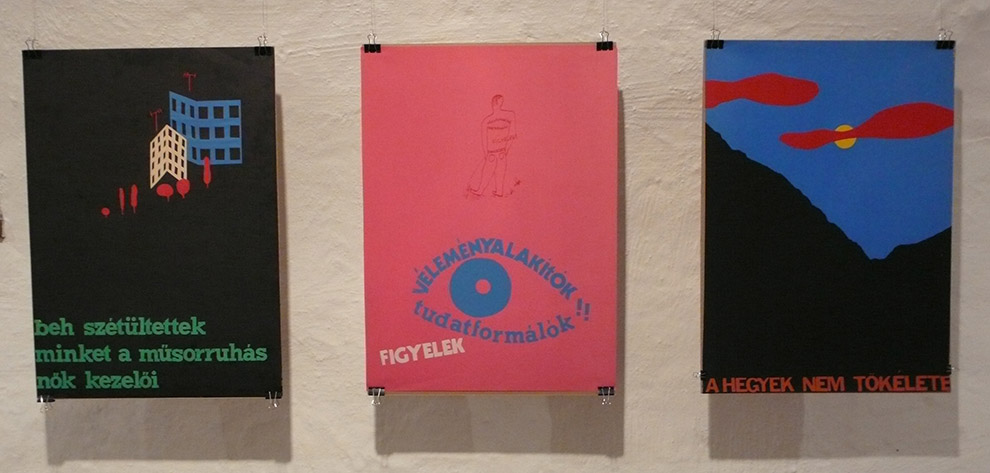 beh szétültettek
minket a műsorruhás
nők kezelői
VÉLEMÉNYALAKÍTÓK !!
tudatformálók
FIGYELEK
A HEGYEK NEM TÖKÉLETE